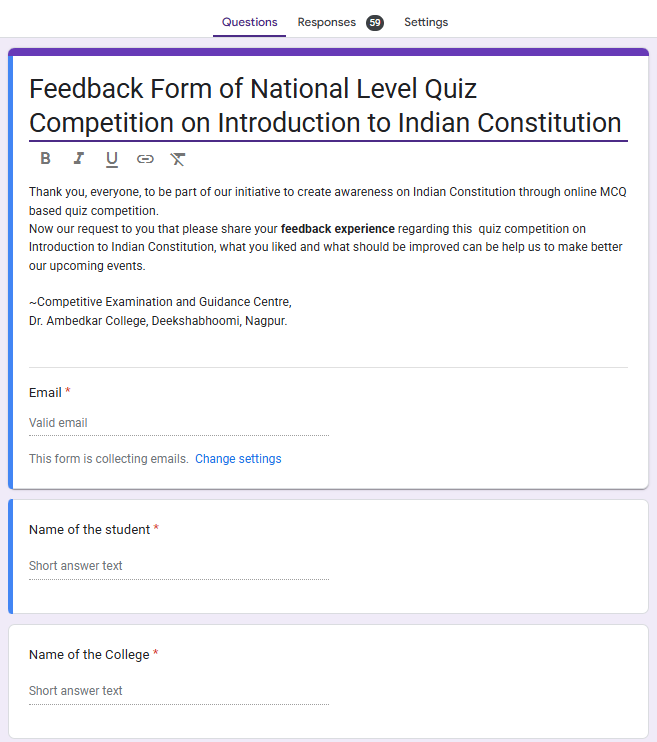 Questions Responses 59 Settings
Feedback Form of National Level Quiz
Competition on Introduction to Indian Constitution
B I U
Thank you, everyone, to be part of our initiative to create awareness on Indian Constitution through online MCQ
based quiz competition.
Now our request to you that please share your feedback experience regarding this  quiz competition on
Introduction to Indian Constitution, what you liked and what should be improved can be help us to make better
our upcoming events.
~Competitive Examination and Guidance Centre,
Dr. Ambedkar College, Deekshabhoomi, Nagpur.
Email *
Valid email
This form is collecting emails. Change settings
Name of the student *
Short answer text
Name of the College *
Short answer text